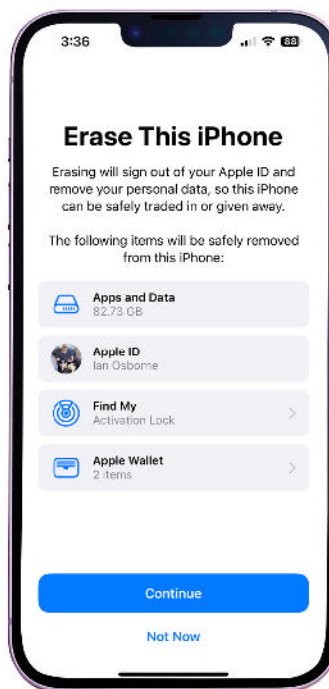 3:36
88
Erase This iPhone
Erasing will sign out of your Apple ID and
remove your personal data, so this iPhone
can be safely traded in or given away.
The following items will be safely removed
from this iPhone:
Apps and Data
82.73 GB
Apple ID
Ian Osborne
Find My
Activation Lock
Apple Wallet
2 items
Continue
Not Now